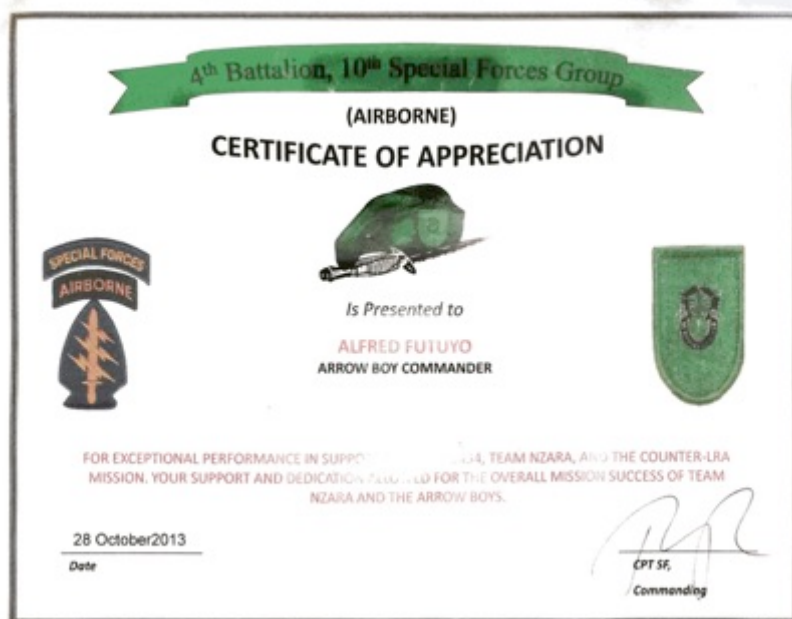 4th Battalion, 10th Special Forces Group
(AIRBORNE)
CERTIFICATE OF APPRECIATION
SPECIAL FORCES
AIRBORNE
Is Presented to
ALFRED FUTUYO
ARROW BOY COMMANDER
FOR EXCEPTIONAL PERFORMANCE IN 4, TEAM NZARA, AND THE COUNTER-LRA
MISSION. YOUR SUPPORT AND DEDICATION ALLOWED FOR THE OVERALL MISSION SUCCESS OF TEAM
NZARA AND THE ARROW BOYS.
28 October2013
Date
CPT SF,
Commanding